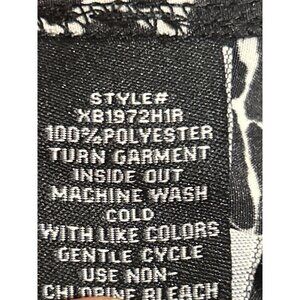 STYLE#
XB1972H1R
100%POLYESTER
TURN GARMENT
INSIDE OUT
MACHINE WASH
COLD
WITH LIKE COLORS
GENTLE CYCLE
USE NON-
CHLORINE BLEACH